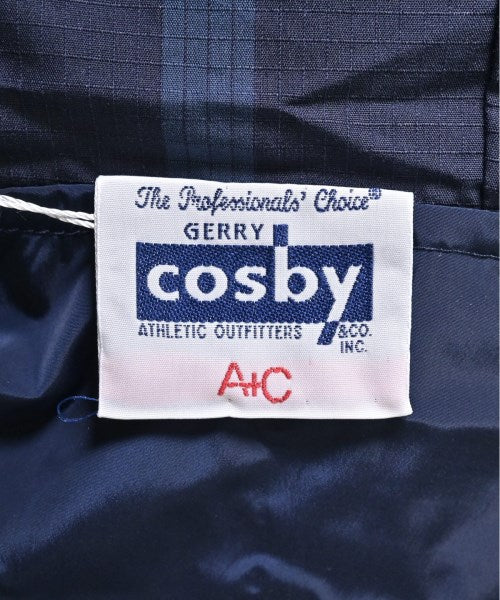 The Professionals' Choice®
GERRY
cosby
ATHLETIC OUTFITTERS &CO.
INC.
A+C